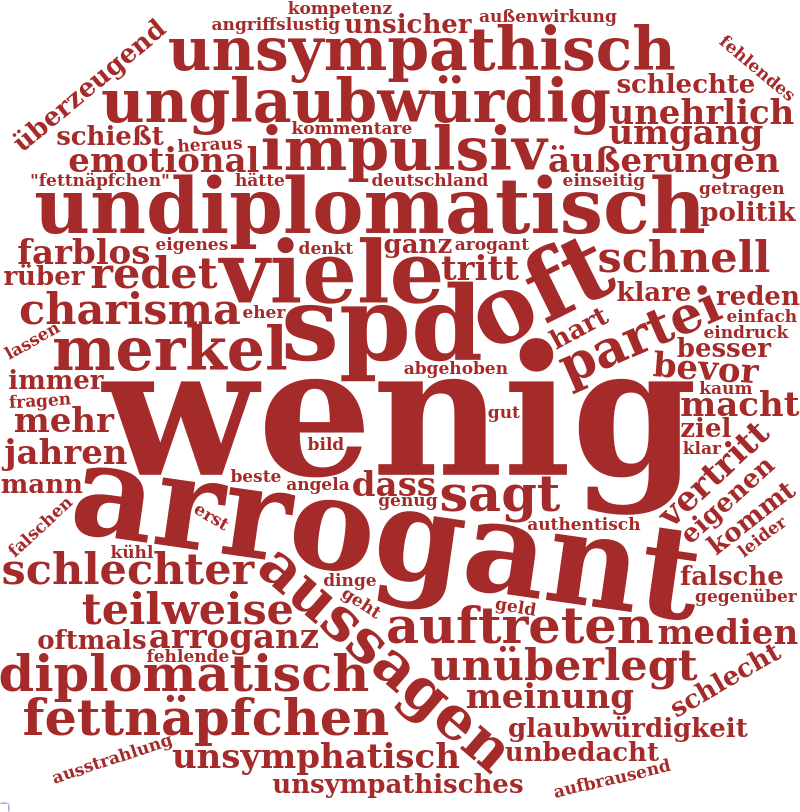 kompetenz
angriffslustig unsicher außenwirkung
unsympathisch
fehlendes
überzeugend
unglaubwürdig schlechte
unehrlich
schießt heraus kommentare umgang
emotional impulsiv äußerungen
"fettnäpfchen" hätte deutschland einseitig getragen
undiplomatisch politik
farblos eigenes denkt ganz arogant
rüber redet viele tritt oft schnell
klare reden
charisma eher spd partei einfach
hart eindruck
lassen merkel besser
abgehoben bevor
immer wenig kaum
fragen gut macht
mehr bild ziel
jahren klar
mann beste angela dass sagt vertritt
genug eigenen
falschen arrogant erst authentisch kommt
leider
kühl
schlechter dinge falsche
geht geld gegenüber
teilweise aussagen
oftmals arroganz auftreten medien
fehlende
diplomatisch unüberlegt schlecht
meinung
fettnäpfchen glaubwürdigkeit
ausstrahlung unsymphatisch unbedacht
unsympathisches aufbrausend